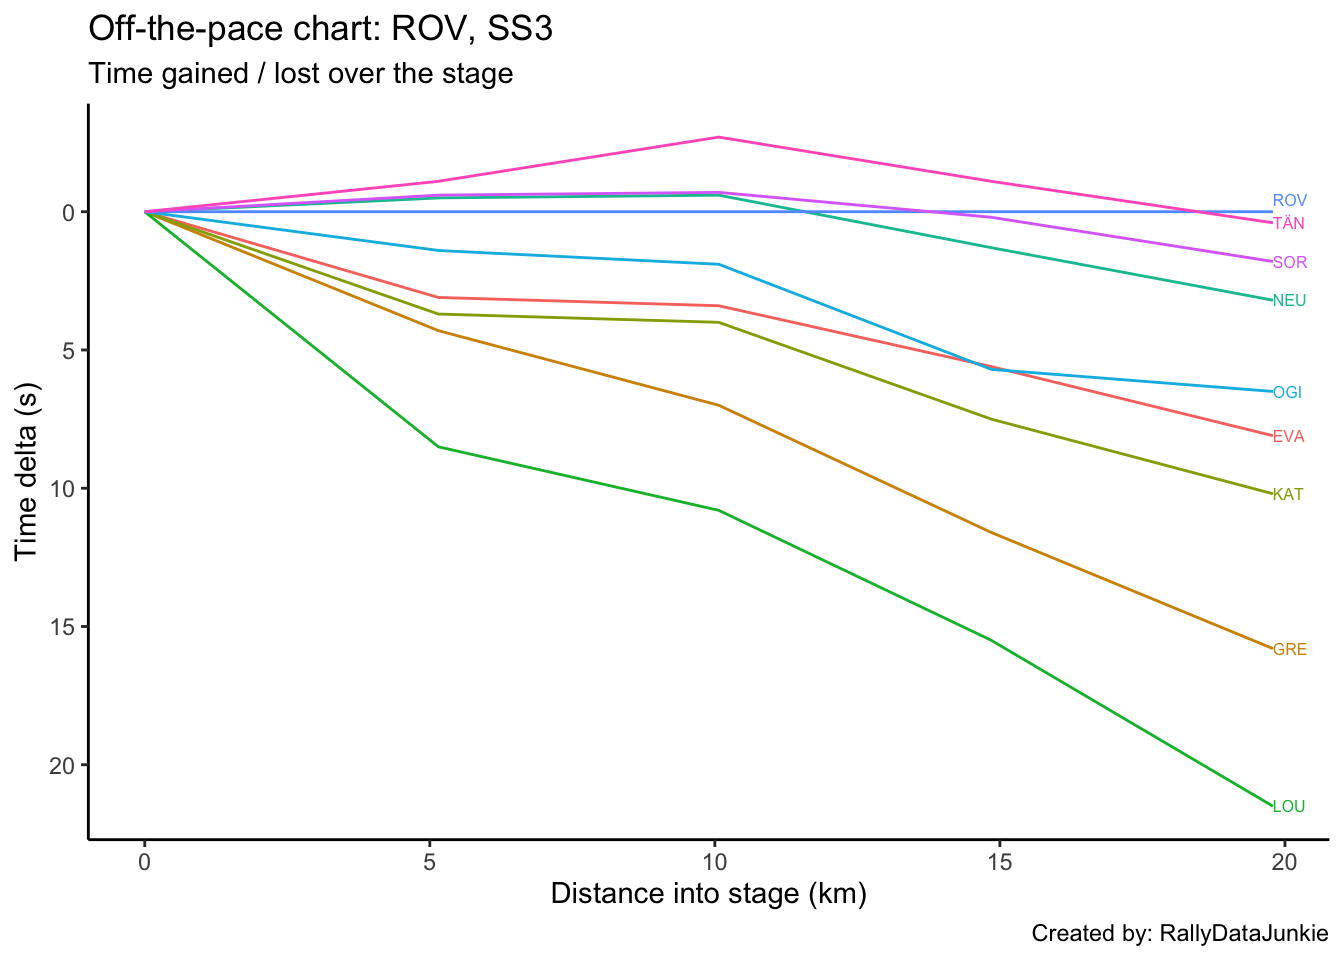 Off-the-pace chart: ROV, SS3
Time gained / lost over the stage
Time delta (s)
0
5
10
15
20
ROV
TÄN
SOR
NEU
OGI
EVA
KAT
GRE
LOU
0 5 10 15 20
Distance into stage (km)
Created by: RallyDataJunkie